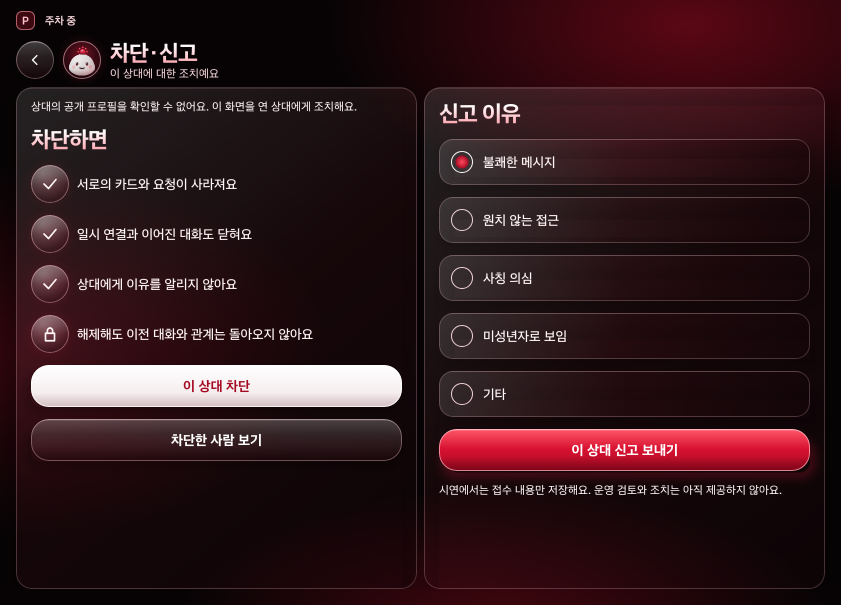 P 주차 중
차단·신고
이 상대에 대한 조치예요
상대의 공개 프로필을 확인할 수 없어요. 이 화면을 연 상대에게 조치해요.
차단하면
서로의 카드와 요청이 사라져요
일시 연결과 이어진 대화도 닫혀요
상대에게 이유를 알리지 않아요
해제해도 이전 대화와 관계는 돌아오지 않아요
이 상대 차단
차단한 사람 보기
신고 이유
불쾌한 메시지
원치 않는 접근
사칭 의심
미성년자로 보임
기타
이 상대 신고 보내기
시연에서는 접수 내용만 저장해요. 운영 검토와 조치는 아직 제공하지 않아요.